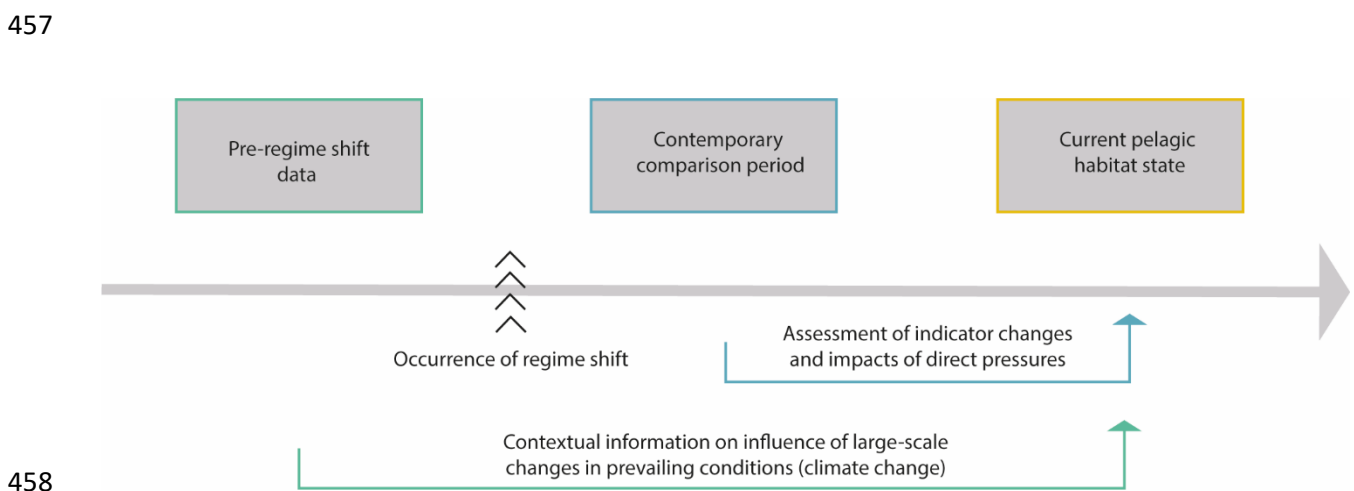 457
Pre-regime shift
data
Contemporary
comparison period
Current pelagic
habitat state
Occurrence of regime shift
Assessment of indicator changes
and impacts of direct pressures
Contextual information on influence of large-scale
changes in prevailing conditions (climate change)
458